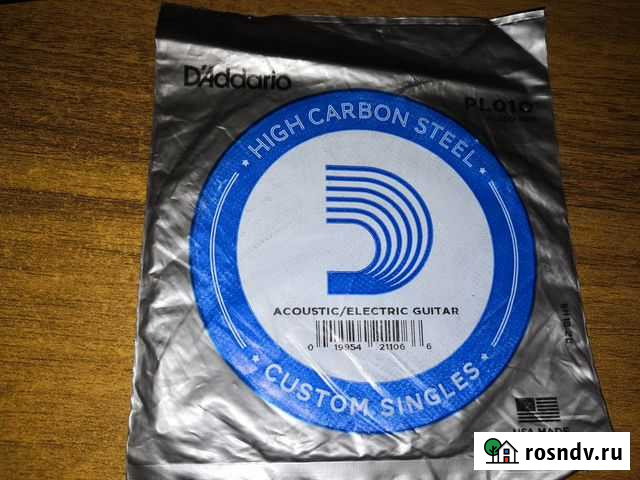 D'Addario
PL010
HIGH CARBON STEEL
ACOUSTIC/ELECTRIC GUITAR
0 19954 21106 6
CUSTOM SINGLES
USA MADE
rosndv.ru